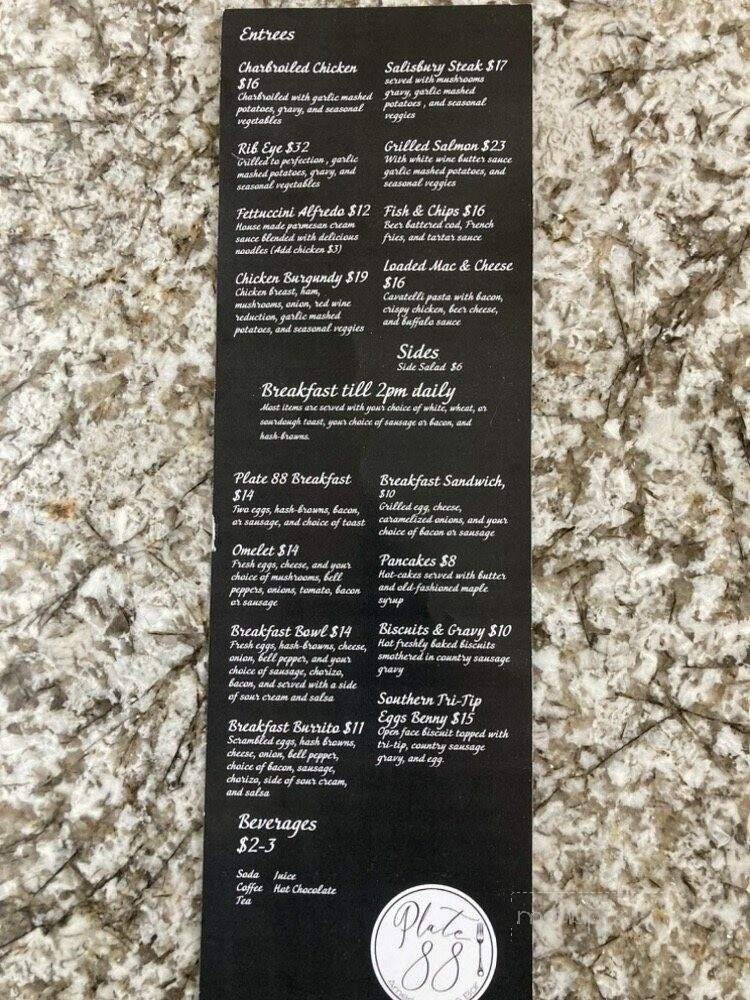 Entrees
Charbroiled Chicken
$16
Charbroiled with garlic mashed
potatoes, gravy, and seasonal
vegetables
Rib Eye $32
Grilled to perfection , garlic
mashed potatoes, gravy, and
seasonal vegetables
Fettuccini Alfredo $12
House made parmesan cream
sauce blended with delicious
noodles (Add chicken $3)
Chicken Burgundy $19
Chicken breast, ham,
mushrooms, onion, red wine
reduction, garlic mashed
potatoes, and seasonal veggies
Salisbury Steak $17
served with mushrooms
gravy, garlic mashed
potatoes , and seasonal
veggies
Grilled Salmon $23
With white wine butter sauce
garlic mashed potatoes, and
seasonal veggies
Fish & Chips $16
Beer battered cod, French
fries, and tartar sauce
Loaded Mac & Cheese
$16
Cavatelli pasta with bacon,
crispy chicken, beer cheese,
and buffalo sauce
Sides
Side Salad $6
Breakfast till 2pm daily
Most items are served with your choice of white, wheat, or
sourdough toast, your choice of sausage or bacon, and
hash-browns.
Plate 88 Breakfast
$14
Two eggs, hash-browns, bacon,
or sausage, and choice of toast
Omelet $14
Fresh eggs, cheese, and your
choice of mushrooms, bell
peppers, onions, tomato, bacon
or sausage
Breakfast Bowl $14
Fresh eggs, hash-browns, cheese,
onion, bell pepper, and your
choice of sausage, chorizo,
bacon, and served with a side
of sour cream and salsa
Breakfast Burrito $11
Scrambled eggs, hash browns,
cheese, onion, bell pepper,
choice of bacon, sausage,
chorizo, side of sour cream,
and salsa
Breakfast Sandwich,
$10
Grilled egg, cheese,
caramelized onions, and your
choice of bacon or sausage
Pancakes $8
Hot-cakes served with butter
and old-fashioned maple
syrup
Biscuits & Gravy $10
Hot freshly baked biscuits
smothered in country sausage
gravy
Southern Tri-Tip
Eggs Benny $15
Open face biscuit topped with
tri-tip, country sausage
gravy, and egg.
Beverages
$2-3
Soda Juice
Coffee Hot Chocolate
Tea
Plate
88